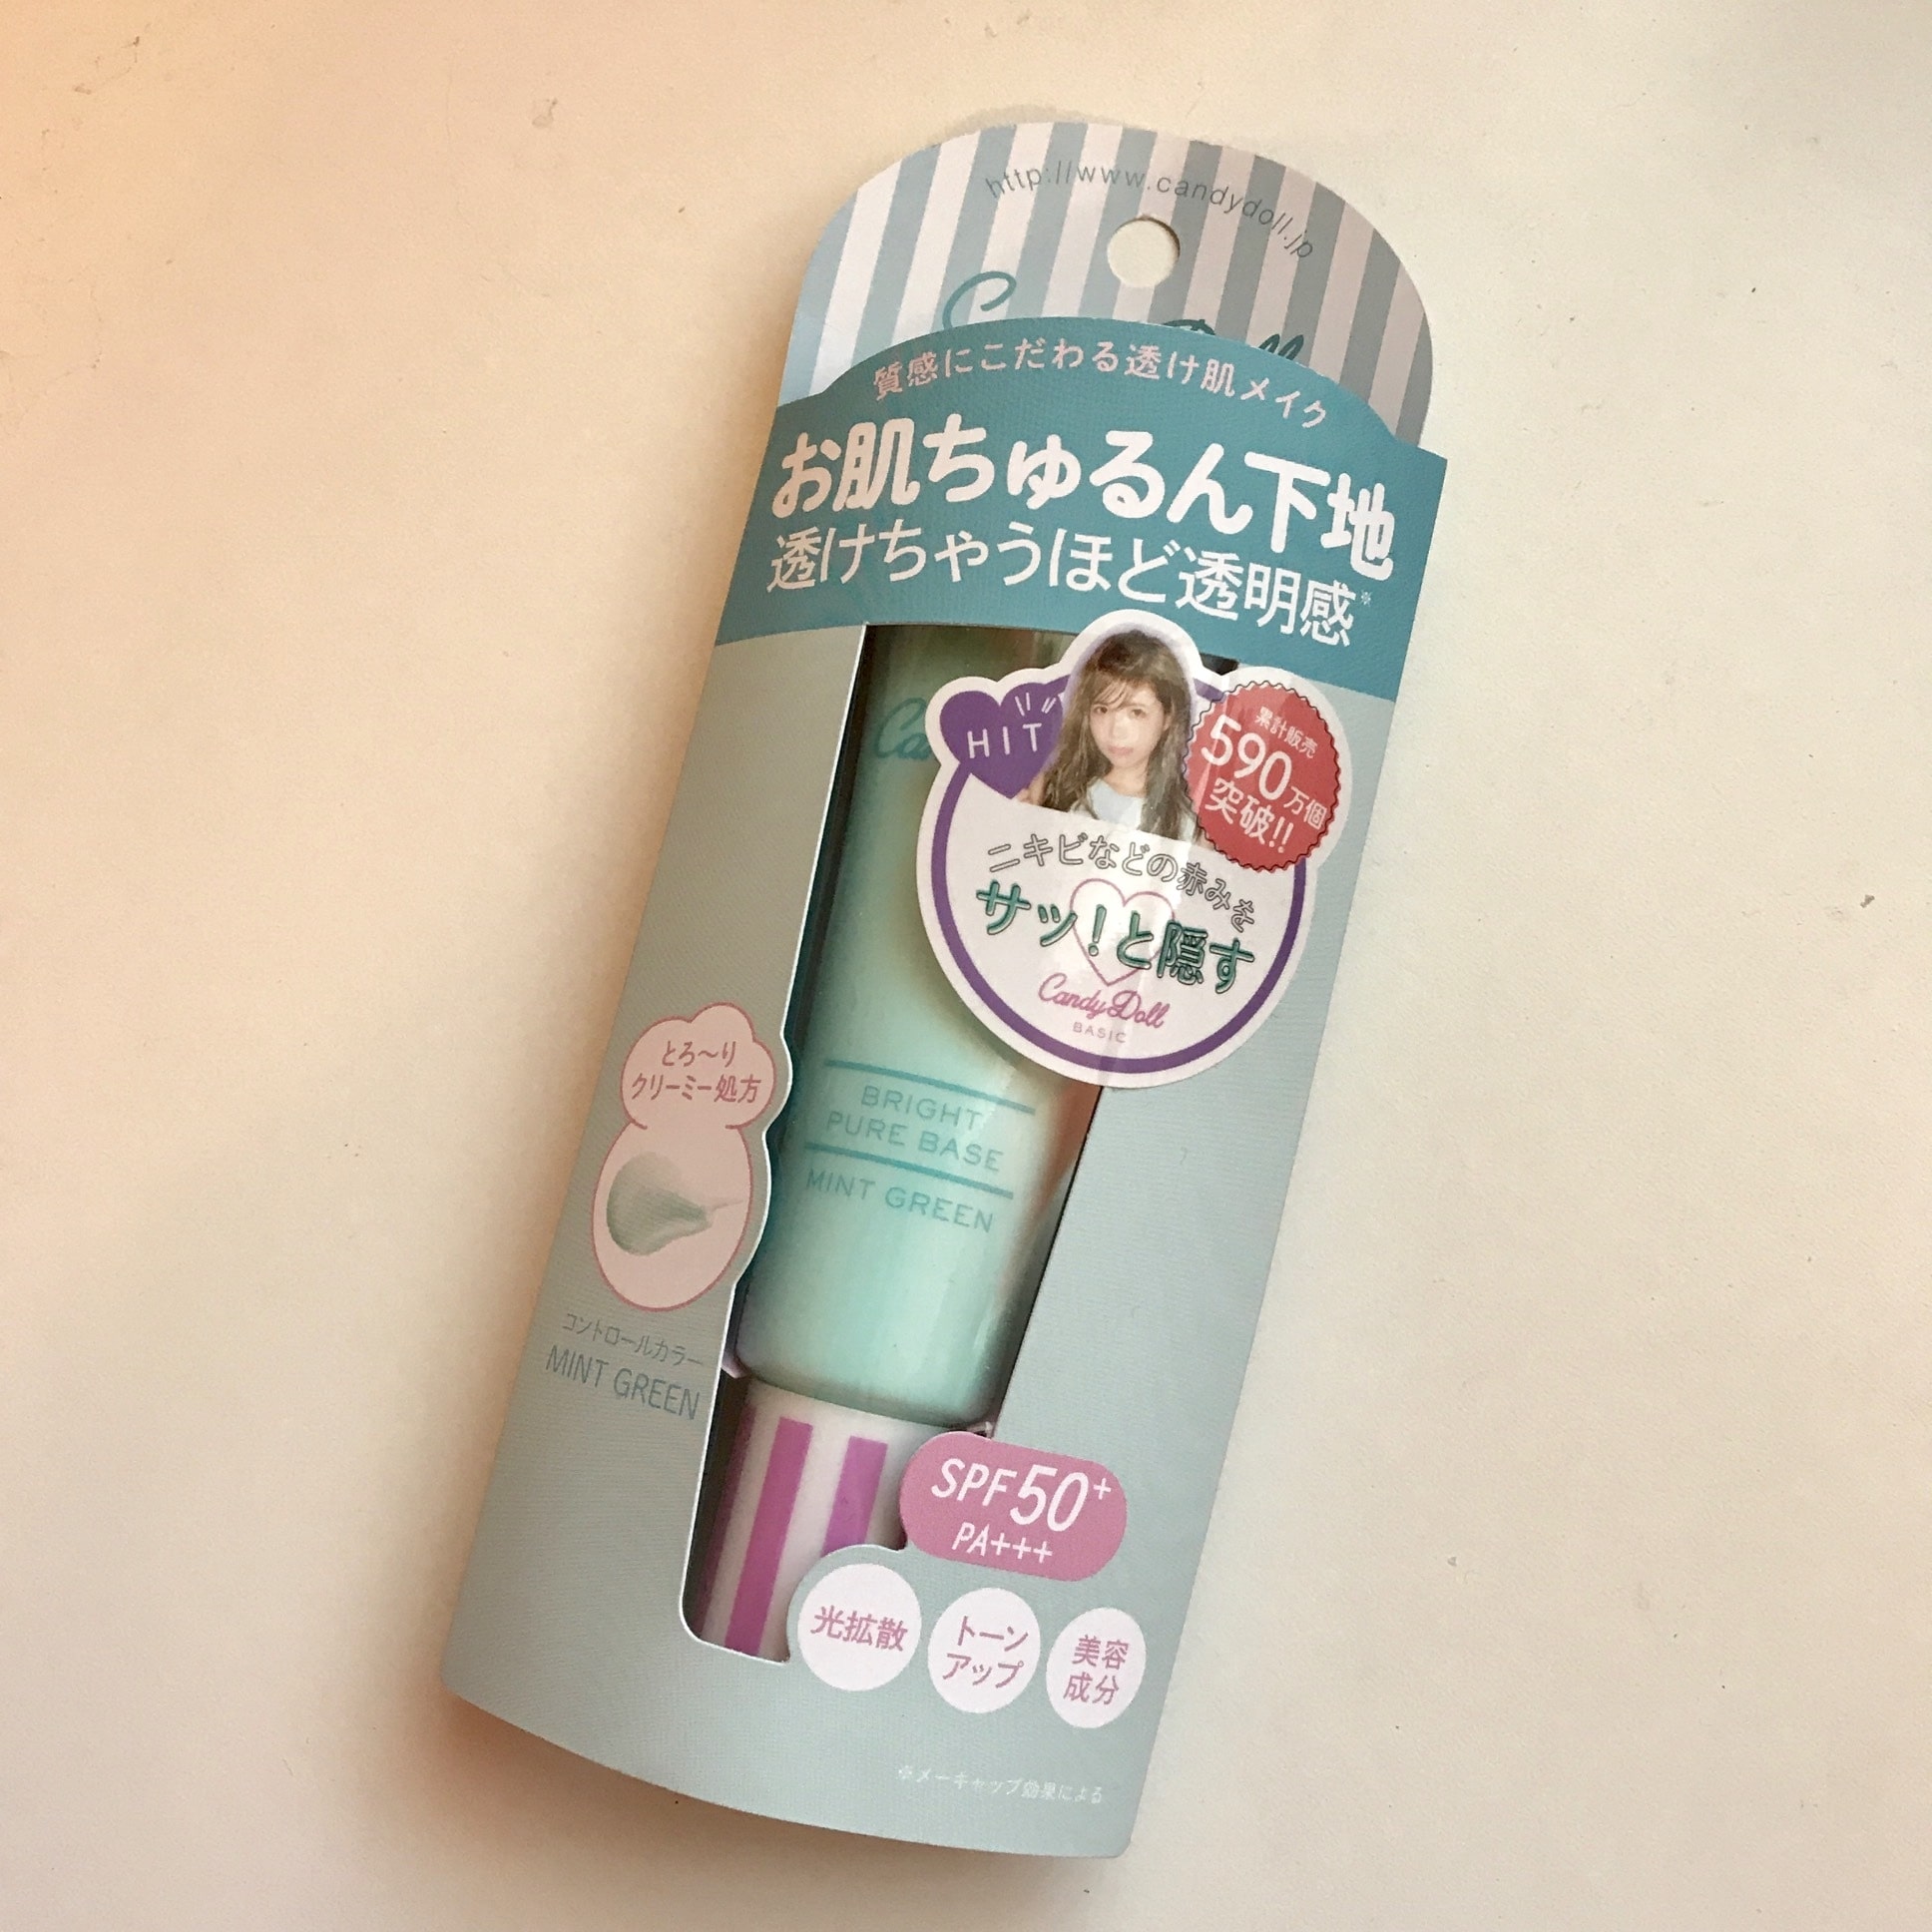 http://www.candydoll.jp
質感にこだわる透け肌メイク
お肌ちゅるん下地
透けちゃうほど透明感※
HIT
累計販売
590万個
突破!!
ニキビなどの赤みを
サッ!と隠す
Candy Doll
BASIC
とろ〜り
クリーミー処方
BRIGHT
PURE BASE
MINT GREEN
コントロールカラー
MINT GREEN
SPF50+
PA+++
光拡散
トーン
アップ
美容
成分
※メーキャップ効果による